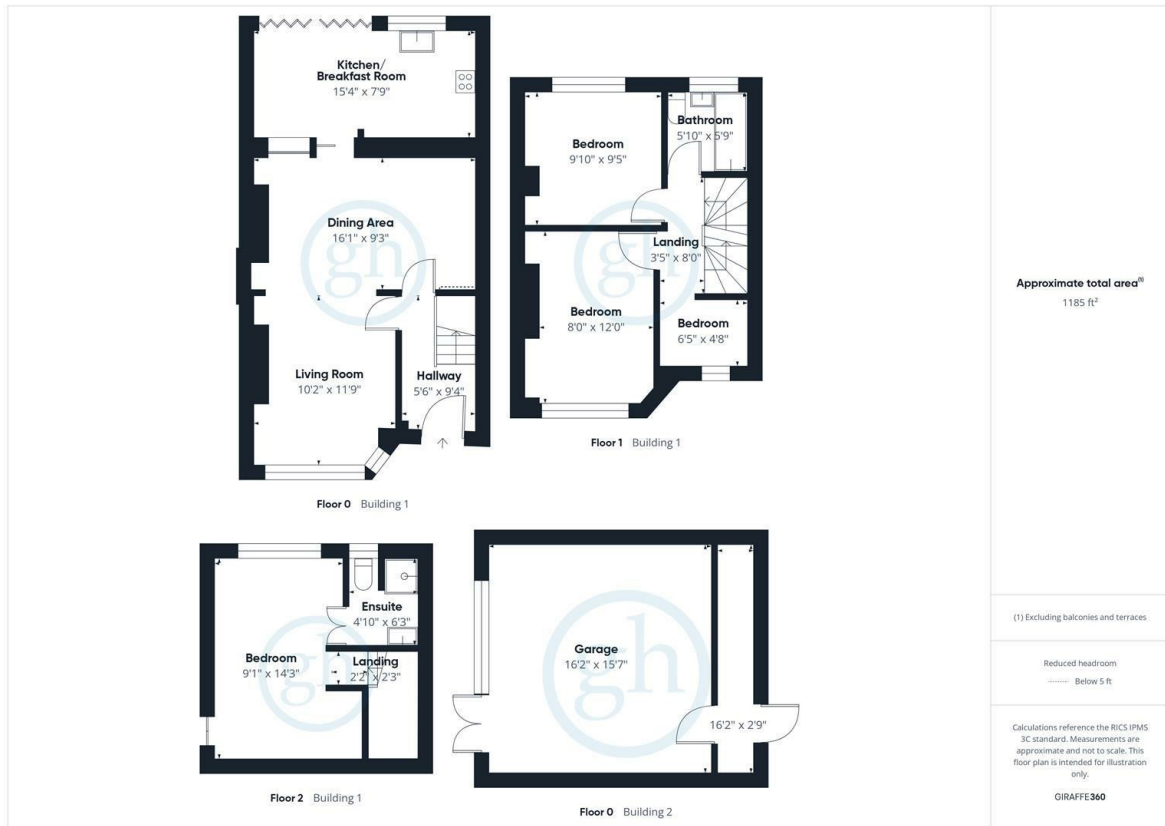 Kitchen/
Breakfast Room
15'4" x 7'9"
Dining Area
16'1" x 9'3"
Living Room
10'2" x 11'9"
Hallway
5'6" x 9'4"
Floor 0 Building 1
Bedroom
9'10" x 9'5"
Bathroom
5'10" x 5'9"
Landing
3'5" x 8'0"
Bedroom
8'0" x 12'0"
Bedroom
6'5" x 4'8"
Floor 1 Building 1
Ensuite
4'10" x 6'3"
Bedroom
9'1" x 14'3"
Landing
2'2" x 2'3"
Floor 2 Building 1
Garage
16'2" x 15'7"
16'2" x 2'9"
Floor 0 Building 2
gh
gh
gh
gh
Approximate total area(1)
1185 ft²
(1) Excluding balconies and terraces
Reduced headroom
Below 5 ft
Calculations reference the RICS IPMS
3C standard. Measurements are
approximate and not to scale. This
floor plan is intended for illustration
only.
GIRAFFE360